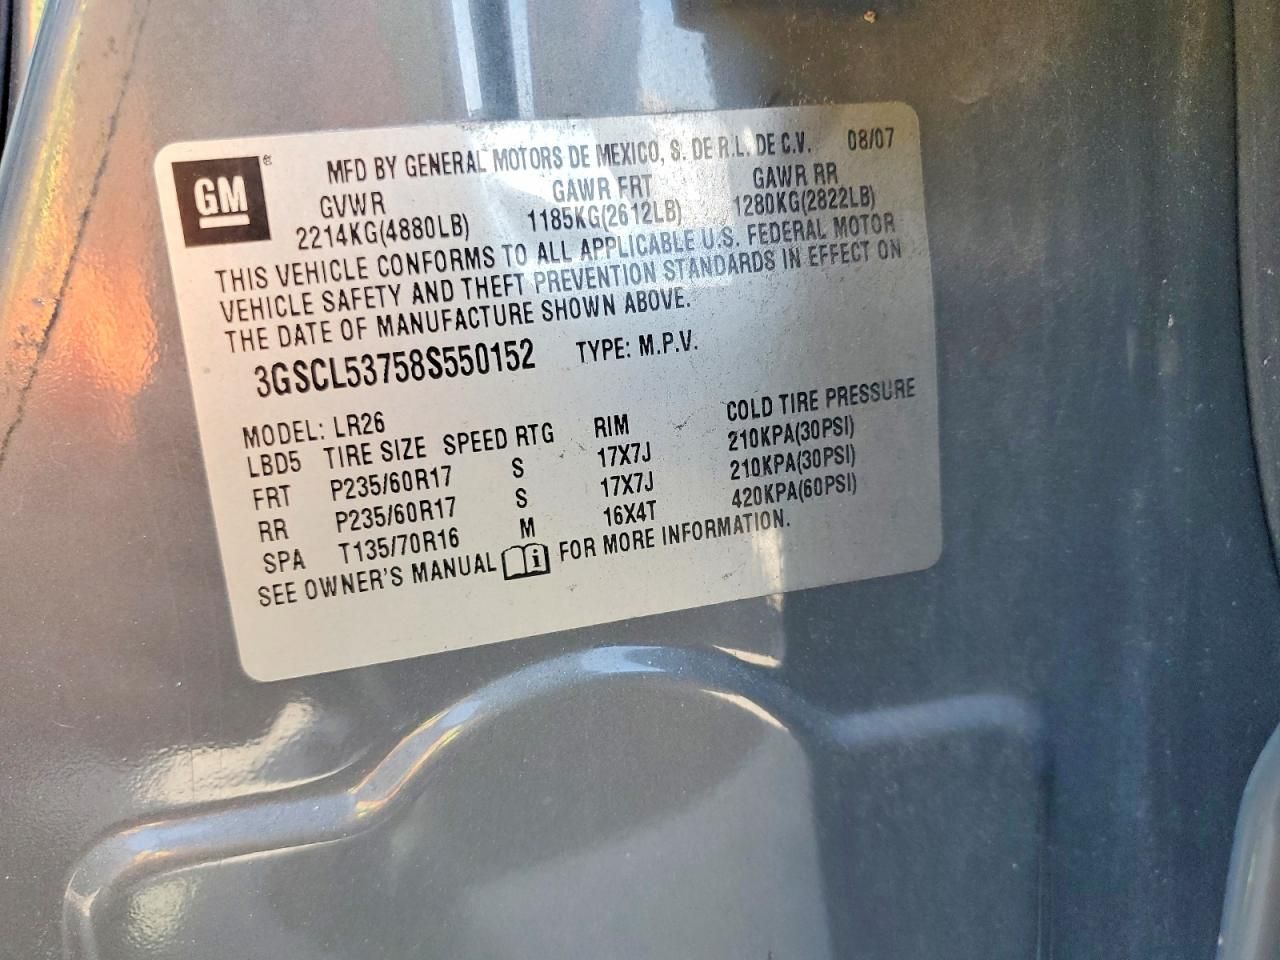 GM ® MFD BY GENERAL MOTORS DE MEXICO, S. DE R.L. DE C.V. 08/07
GVWR GAWR FRT GAWR RR
2214KG(4880LB) 1185KG(2612LB) 1280KG(2822LB)
THIS VEHICLE CONFORMS TO ALL APPLICABLE U.S. FEDERAL MOTOR
VEHICLE SAFETY AND THEFT PREVENTION STANDARDS IN EFFECT ON
THE DATE OF MANUFACTURE SHOWN ABOVE.
3GSCL53758S550152 TYPE: M.P.V.
MODEL: LR26
LBD5 TIRE SIZE SPEED RTG RIM COLD TIRE PRESSURE
FRT P235/60R17 S 17X7J 210KPA(30PSI)
RR P235/60R17 S 17X7J 210KPA(30PSI)
SPA T135/70R16 M 16X4T 420KPA(60PSI)
SEE OWNER'S MANUAL i FOR MORE INFORMATION.